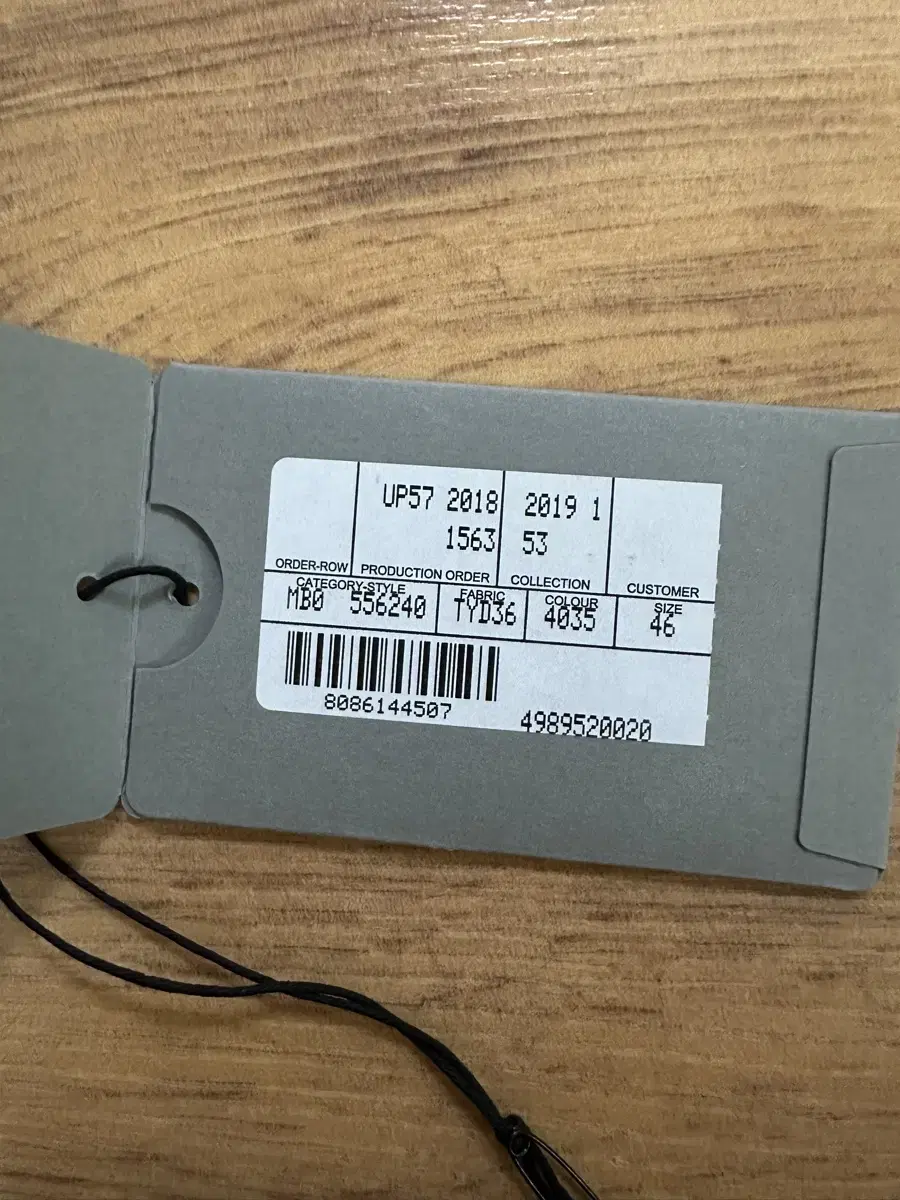 UP57 2018 2019 1
1563 53
ORDER-ROW PRODUCTION ORDER COLLECTION CUSTOMER
CATEGORY-STYLE FABRIC COLOUR SIZE
MB0 556240 TYD36 4035 46
8086144507
4989520020